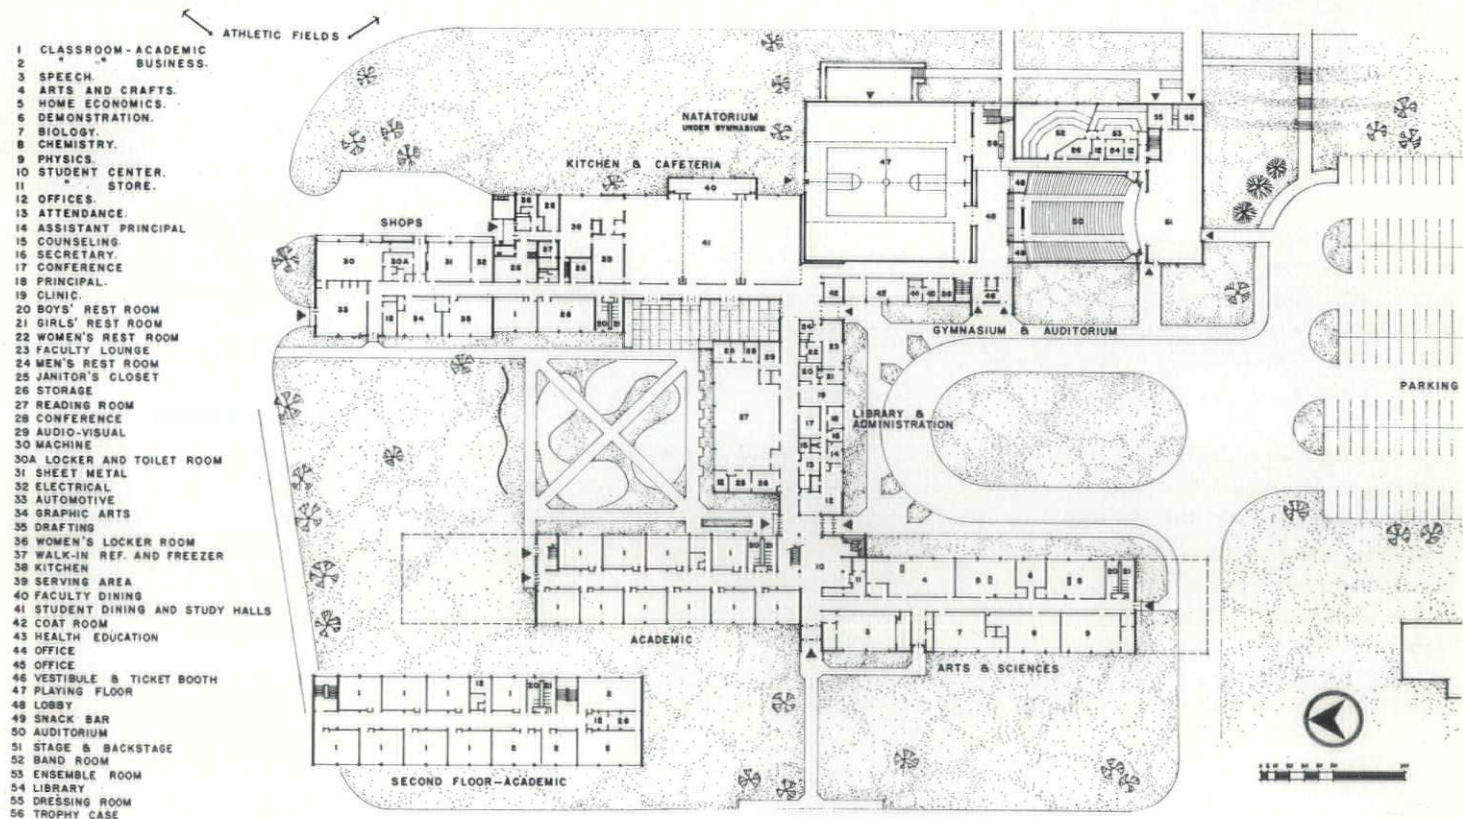 ATHLETIC FIELDS
1 CLASSROOM - ACADEMIC
2 " " BUSINESS.
3 SPEECH.
4 ARTS AND CRAFTS.
5 HOME ECONOMICS.
6 DEMONSTRATION.
7 BIOLOGY.
8 CHEMISTRY.
9 PHYSICS.
10 STUDENT CENTER.
11 " STORE.
12 OFFICES.
13 ATTENDANCE.
14 ASSISTANT PRINCIPAL
15 COUNSELING.
16 SECRETARY.
17 CONFERENCE
18 PRINCIPAL.
19 CLINIC.
20 BOYS' REST ROOM
21 GIRLS' REST ROOM
22 WOMEN'S REST ROOM
23 FACULTY LOUNGE
24 MEN'S REST ROOM
25 JANITOR'S CLOSET
26 STORAGE
27 READING ROOM
28 CONFERENCE
29 AUDIO-VISUAL
30 MACHINE
30A LOCKER AND TOILET ROOM
31 SHEET METAL
32 ELECTRICAL
33 AUTOMOTIVE
34 GRAPHIC ARTS
35 DRAFTING
36 WOMEN'S LOCKER ROOM
37 WALK-IN REF. AND FREEZER
38 KITCHEN
39 SERVING AREA
40 FACULTY DINING
41 STUDENT DINING AND STUDY HALLS
42 COAT ROOM
43 HEALTH EDUCATION
44 OFFICE
45 OFFICE
46 VESTIBULE & TICKET BOOTH
47 PLAYING FLOOR
48 LOBBY
49 SNACK BAR
50 AUDITORIUM
51 STAGE & BACKSTAGE
52 BAND ROOM
53 ENSEMBLE ROOM
54 LIBRARY
55 DRESSING ROOM
56 TROPHY CASE
NATATORIUM
UNDER GYMNASIUM
KITCHEN & CAFETERIA
SHOPS
GYMNASIUM & AUDITORIUM
PARKING
LIBRARY &
ADMINISTRATION
ACADEMIC
ARTS & SCIENCES
SECOND FLOOR-ACADEMIC